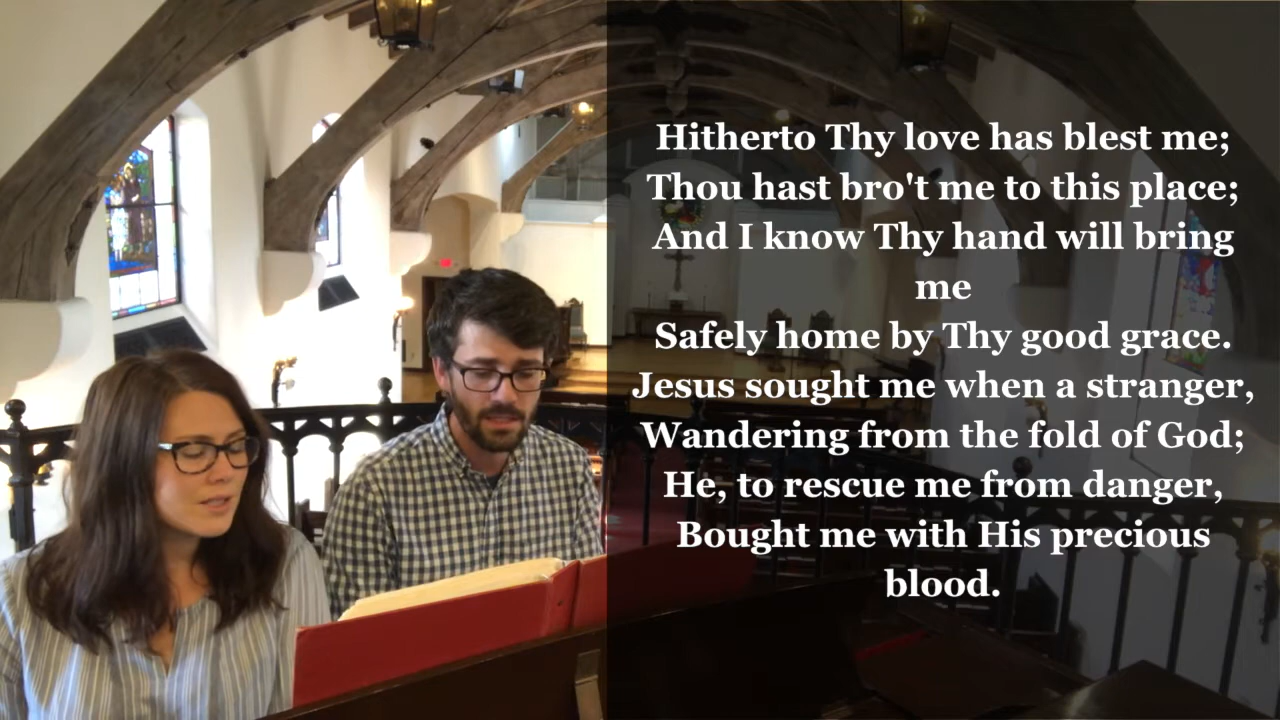 Hitherto Thy love has blest me;
Thou hast bro't me to this place;
And I know Thy hand will bring
me
Safely home by Thy good grace.
Jesus sought me when a stranger,
Wandering from the fold of God;
He, to rescue me from danger,
Bought me with His precious
blood.